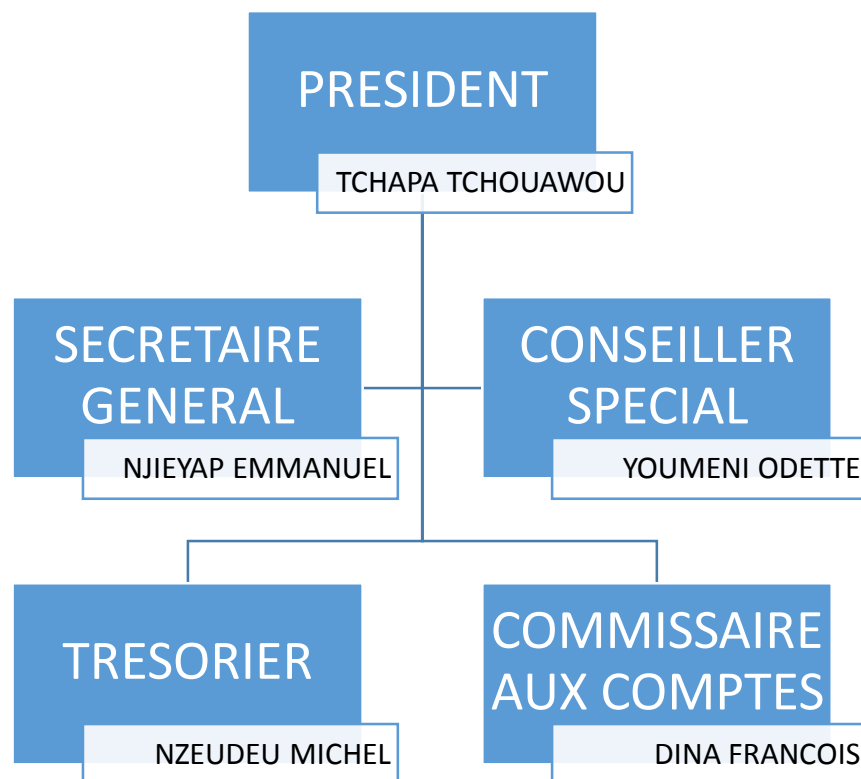 PRESIDENT
TCHAPA TCHOUAWOU
SECRETAIRE
GENERAL
NJIEYAP EMMANUEL
CONSEILLER
SPECIAL
YOUMENI ODETTE
TRESORIER
NZEUDEU MICHEL
COMMISSAIRE
AUX COMPTES
DINA FRANCOIS